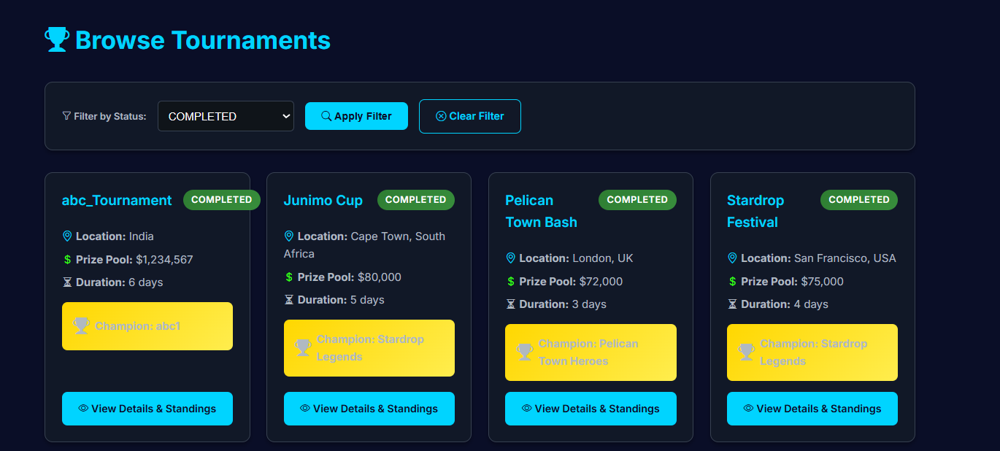 Browse Tournaments
Filter by Status:
COMPLETED
Apply Filter
Clear Filter
abc_Tournament
COMPLETED
Location: India
$ Prize Pool: $1,234,567
Duration: 6 days
Champion: abc1
View Details & Standings
Junimo Cup
COMPLETED
Location: Cape Town, South
Africa
$ Prize Pool: $80,000
Duration: 5 days
Champion: Stardrop
Legends
View Details & Standings
Pelican
Town Bash
COMPLETED
Location: London, UK
$ Prize Pool: $72,000
Duration: 3 days
Champion: Pelican
Town Heroes
View Details & Standings
Stardrop
Festival
COMPLETED
Location: San Francisco, USA
$ Prize Pool: $75,000
Duration: 4 days
Champion: Stardrop
Legends
View Details & Standings